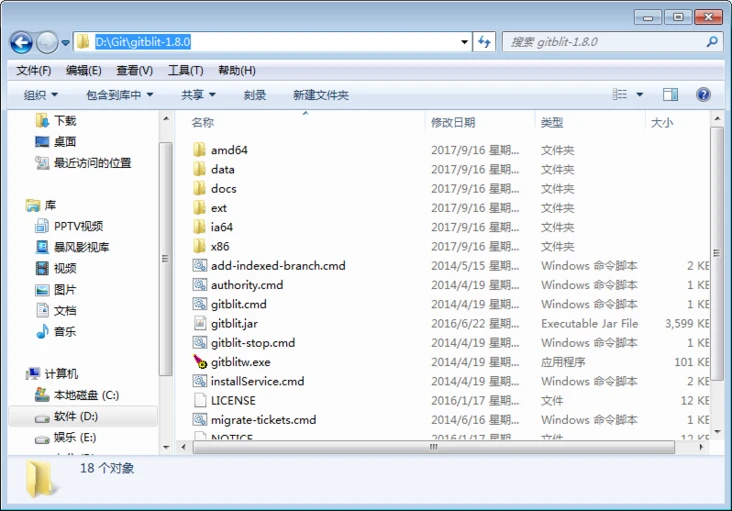 D:\Git\gitblit-1.8.0
搜索 gitblit-1.8.0
文件(F) 编辑(E) 查看(V) 工具(T) 帮助(H)
组织 包含到库中 共享 刻录 新建文件夹
名称 修改日期 类型 大小
下载
桌面
最近访问的位置
库
PPTV视频
暴风影视库
视频
图片
文档
音乐
计算机
本地磁盘 (C:)
软件 (D:)
娱乐 (E:)
amd64 2017/9/16 星期... 文件夹
data 2017/9/16 星期... 文件夹
docs 2017/9/16 星期... 文件夹
ext 2017/9/16 星期... 文件夹
ia64 2017/9/16 星期... 文件夹
x86 2017/9/16 星期... 文件夹
add-indexed-branch.cmd 2014/5/15 星期... Windows 命令脚本 2 KB
authority.cmd 2014/4/19 星期... Windows 命令脚本 1 KB
gitblit.cmd 2014/4/19 星期... Windows 命令脚本 1 KB
gitblit.jar 2016/6/22 星期... Executable Jar File 3,599 KB
gitblit-stop.cmd 2014/4/19 星期... Windows 命令脚本 1 KB
gitblitw.exe 2014/4/19 星期... 应用程序 101 KB
installService.cmd 2014/4/19 星期... Windows 命令脚本 2 KB
LICENSE 2016/1/17 星期... 文件 12 KB
migrate-tickets.cmd 2014/6/16 星期... Windows 命令脚本 1 KB
NOTICE 2016/1/17 星期... 文件 12 KB
18 个对象